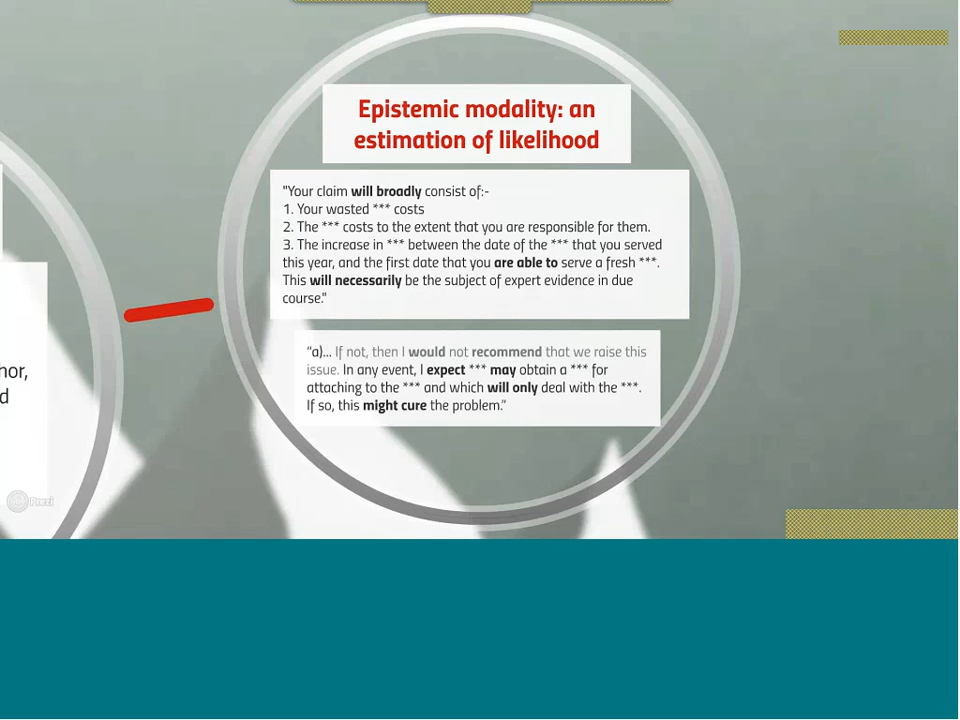 Epistemic modality: an
estimation of likelihood
"Your claim will broadly consist of:-
1. Your wasted *** costs
2. The *** costs to the extent that you are responsible for them.
3. The increase in *** between the date of the *** that you served
this year, and the first date that you are able to serve a fresh ***.
This will necessarily be the subject of expert evidence in due
course."
“a)... If not, then I would not recommend that we raise this
issue. In any event, I expect *** may obtain a *** for
attaching to the *** and which will only deal with the ***.
If so, this might cure the problem.”
Prezi